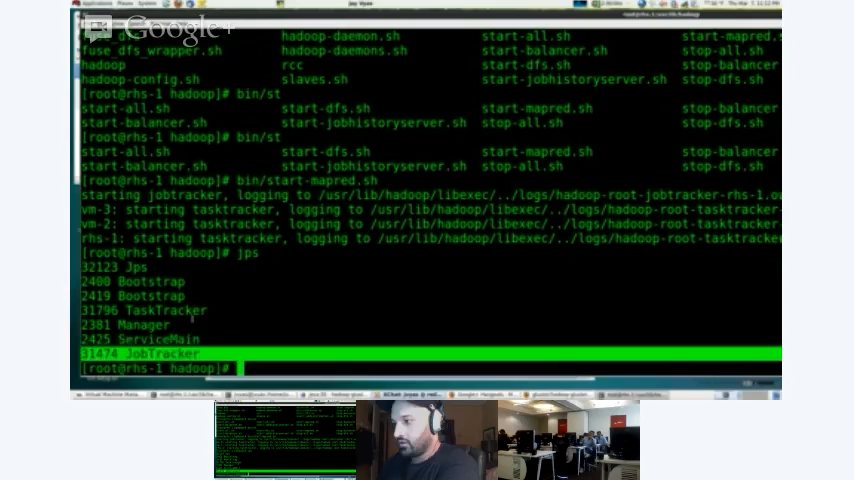 Applications Places System
Jay Vyas
Google+
fuse_d hadoop-daemon.sh start-all.sh start-mapred.s
fuse_dfs_wrapper.sh hadoop-daemons.sh start-balancer.sh stop-all.sh
hadoop rcc start-dfs.sh stop-balancer
hadoop-config.sh slaves.sh start-jobhistoryserver.sh stop-dfs.sh
[root@rhs-1 hadoop]# bin/st
start-all.sh start-dfs.sh start-mapred.sh stop-balancer
start-balancer.sh start-jobhistoryserver.sh stop-all.sh stop-dfs.sh
[root@rhs-1 hadoop]# bin/st
start-all.sh start-dfs.sh start-mapred.sh stop-balancer
start-balancer.sh start-jobhistoryserver.sh stop-all.sh stop-dfs.sh
[root@rhs-1 hadoop]# bin/start-mapred.sh
starting jobtracker, logging to /usr/lib/hadoop/libexec/../logs/hadoop-root-jobtracker-rhs-1.ou
vm-3: starting tasktracker, logging to /usr/lib/hadoop/libexec/../logs/hadoop-root-tasktracker-
vm-2: starting tasktracker, logging to /usr/lib/hadoop/libexec/../logs/hadoop-root-tasktracker-
rhs-1: starting tasktracker, logging to /usr/lib/hadoop/libexec/../logs/hadoop-root-tasktracker
[root@rhs-1 hadoop]# jps
32123 Jps
2400 Bootstrap
2419 Bootstrap
31796 TaskTracker
2381 Manager
2425 ServiceMain
31474 JobTracker
[root@rhs-1 hadoop]#